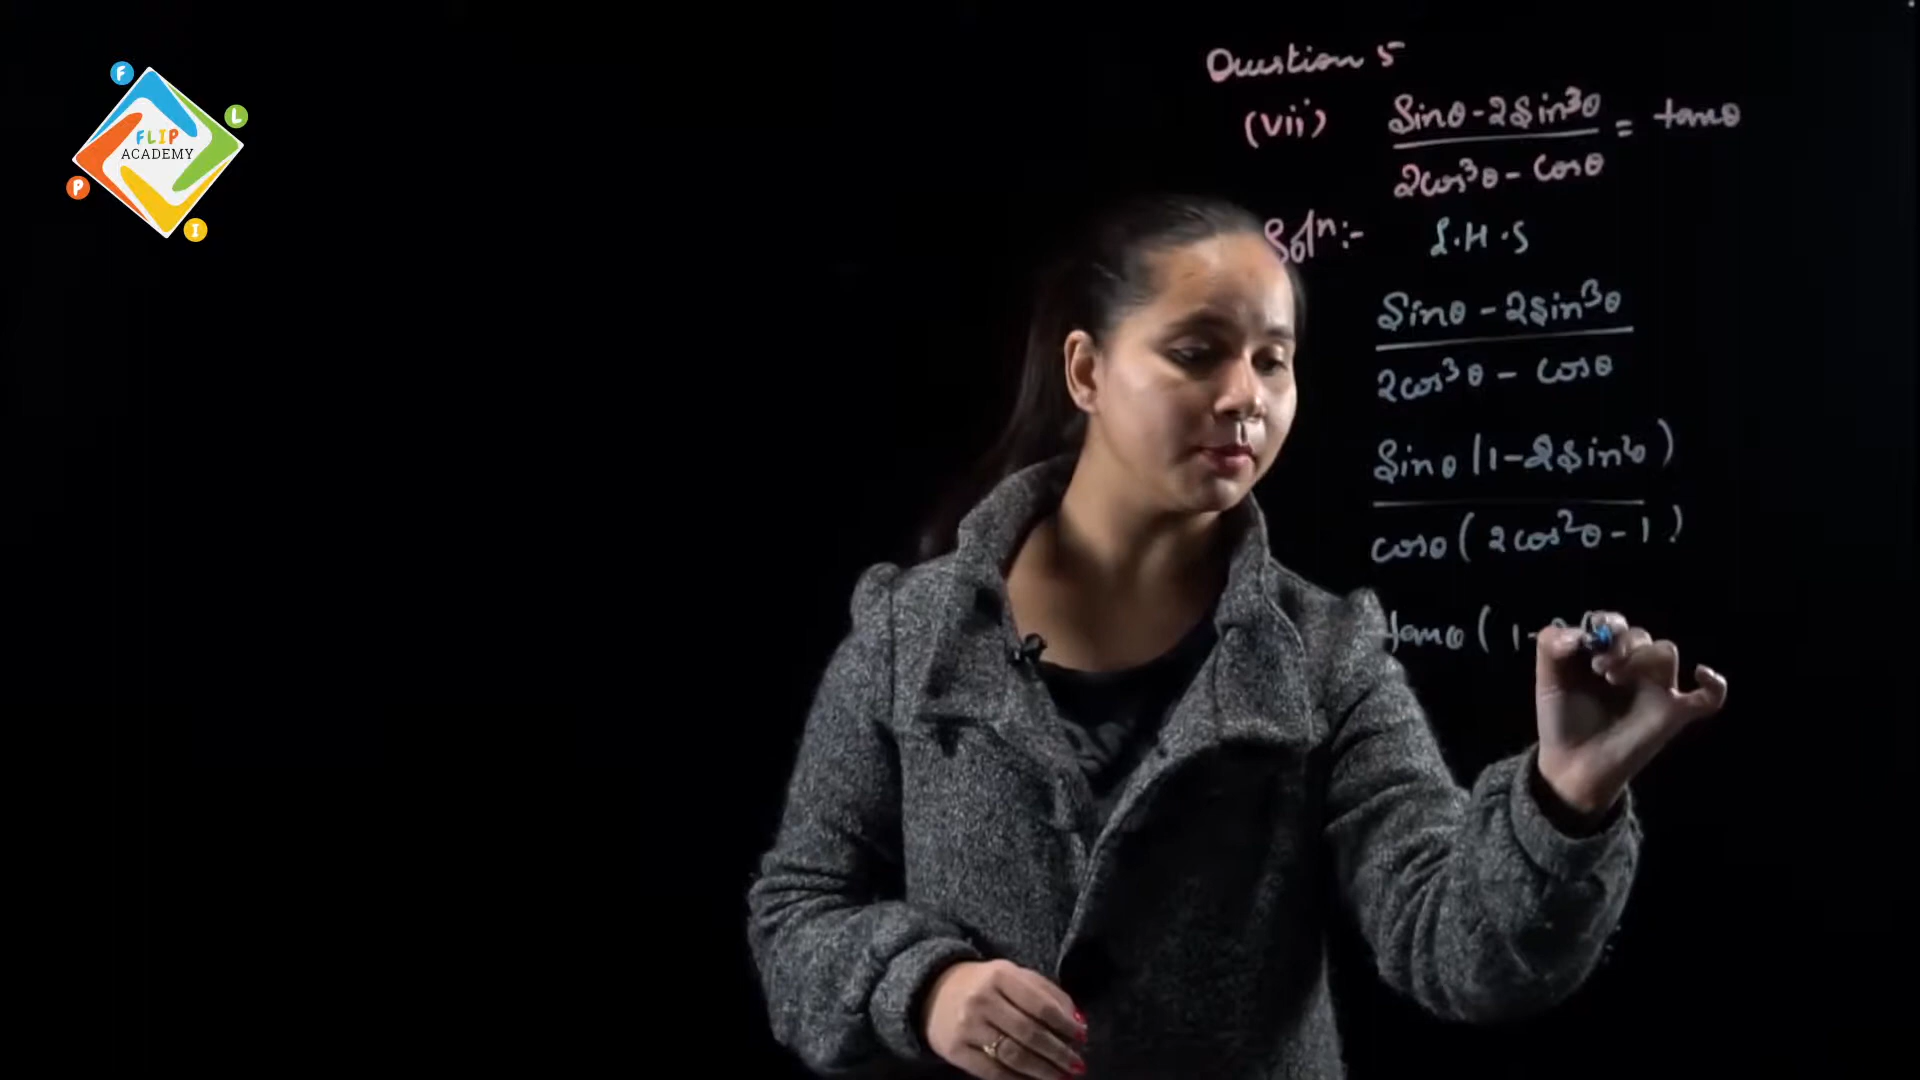 F
L
FLIP
ACADEMY
P
I
Question 5
(vii) Sinθ - 2Sin³θ / 2cos³θ - cosθ = tanθ
Solⁿ:- L.H.S
Sinθ - 2Sin³θ
2cos³θ - cosθ
Sinθ (1-2Sin²θ)
cosθ ( 2cos²θ - 1 )
tanθ ( 1-